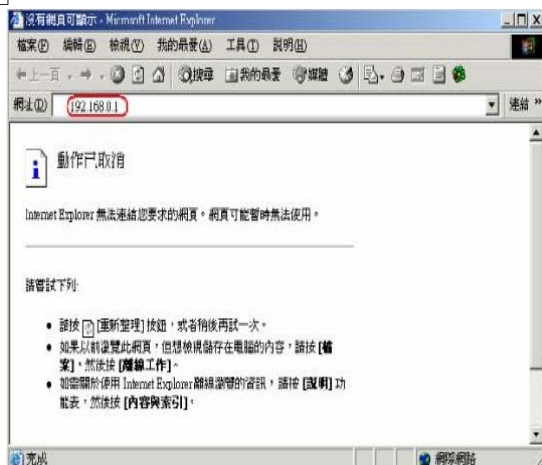 沒有網頁可顯示 - Microsoft Internet Explorer
檔案(F) 編輯(E) 檢視(V) 我的最愛(A) 工具(T) 說明(H)
上一頁 搜尋 我的最愛 媒體
網址(D) 192.168.0.1 連結 »
動作已取消
Internet Explorer 無法連結您要求的網頁。網頁可能暫時無法使用。
請嘗試下列:
請按 [重新整理] 按鈕，或者稍後再試一次。
如果以前瀏覽此網頁，但想檢視儲存在電腦的內容，請按 [檔
案]，然後按 [離線工作]。
如需關於使用 Internet Explorer 離線瀏覽的資訊，請按 [說明] 功
能表，然後按 [內容與索引]。
完成 網際網路